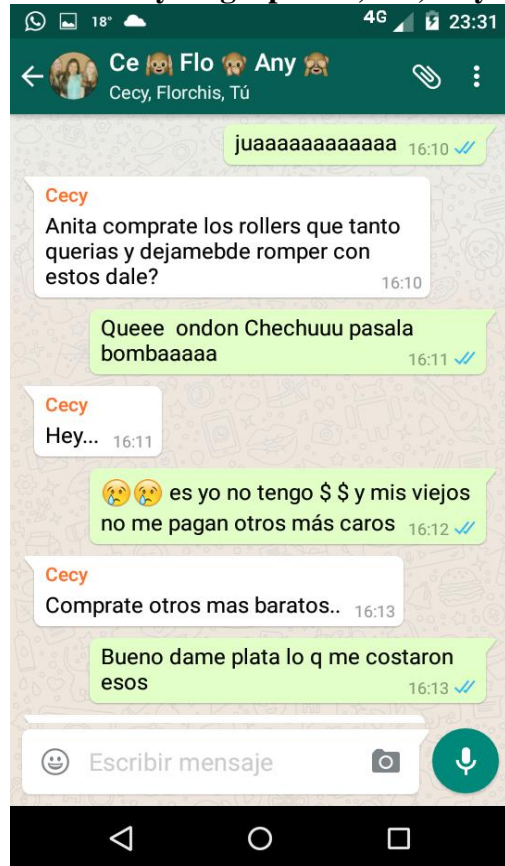 18°
4G
23:31
Ce 🙉 Flo 🙊 Any 🙈
Cecy, Florchis, Tú
juaaaaaaaaaaaa 16:10
Cecy
Anita comprate los rollers que tanto
querias y dejamebde romper con
estos dale?
16:10
Queee ondon Chechuuu pasala
bombaaaaa
16:11
Cecy
Hey... 16:11
😢😢 es yo no tengo $ $ y mis viejos
no me pagan otros más caros 16:12
Cecy
Comprate otros mas baratos.. 16:13
Bueno dame plata lo q me costaron
esos
16:13
Escribir mensaje